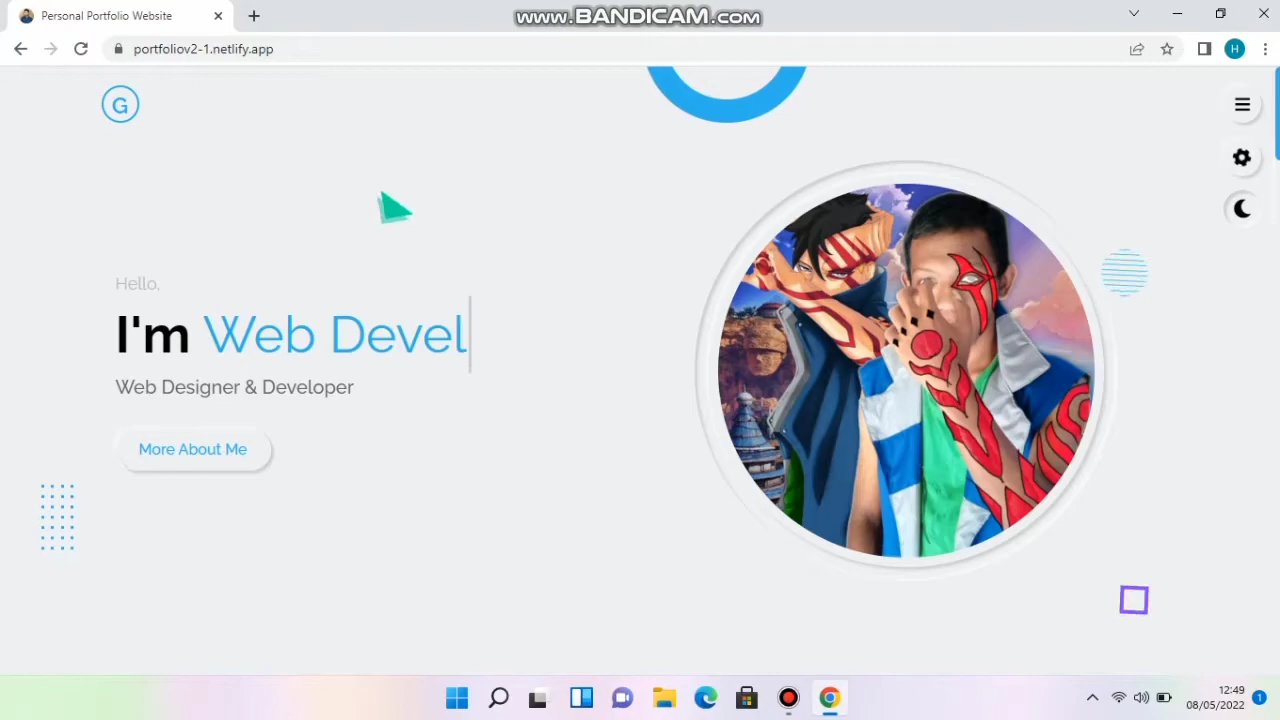 Personal Portfolio Website
www.BANDICAM.com
portfoliov2-1.netlify.app
H
G
Hello,
I'm Web Devel
Web Designer & Developer
More About Me
12:49
08/05/2022
1